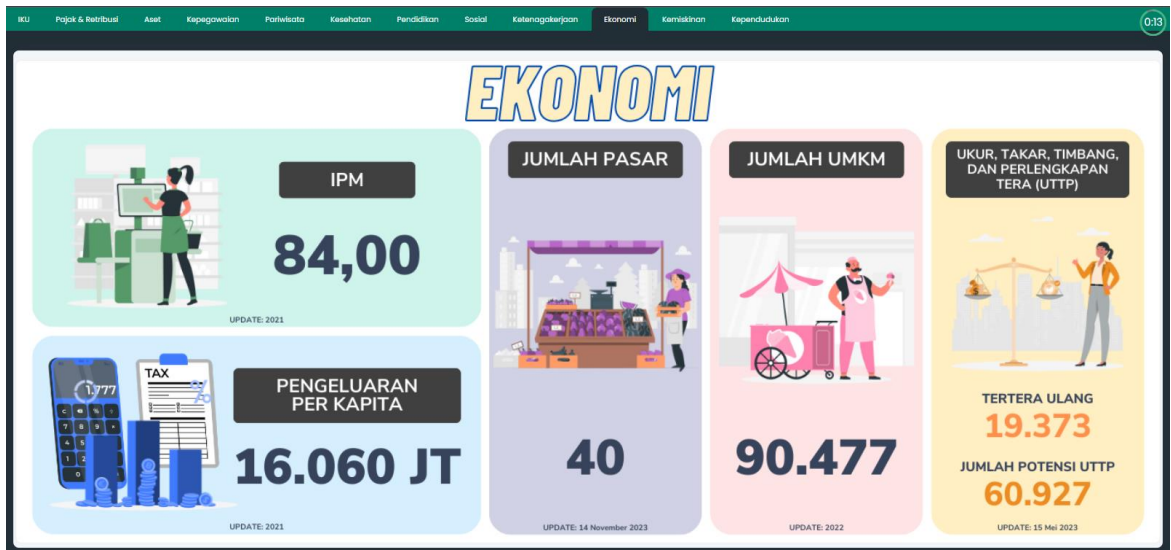 IKU Pajak & Retribusi Aset Kepegawaian Pariwisata Kesehatan Pendidikan Sosial Ketenagakerjaan Ekonomi Kemiskinan Kependudukan 0:13
EKONOMI
IPM
84,00
UPDATE: 2021
1.777
TAX
%
PENGELUARAN
PER KAPITA
16.060 JT
UPDATE: 2021
JUMLAH PASAR
40
UPDATE: 14 November 2023
JUMLAH UMKM
90.477
UPDATE: 2022
UKUR, TAKAR, TIMBANG,
DAN PERLENGKAPAN
TERA (UTTP)
TERTERA ULANG
19.373
JUMLAH POTENSI UTTP
60.927
UPDATE: 15 Mei 2023